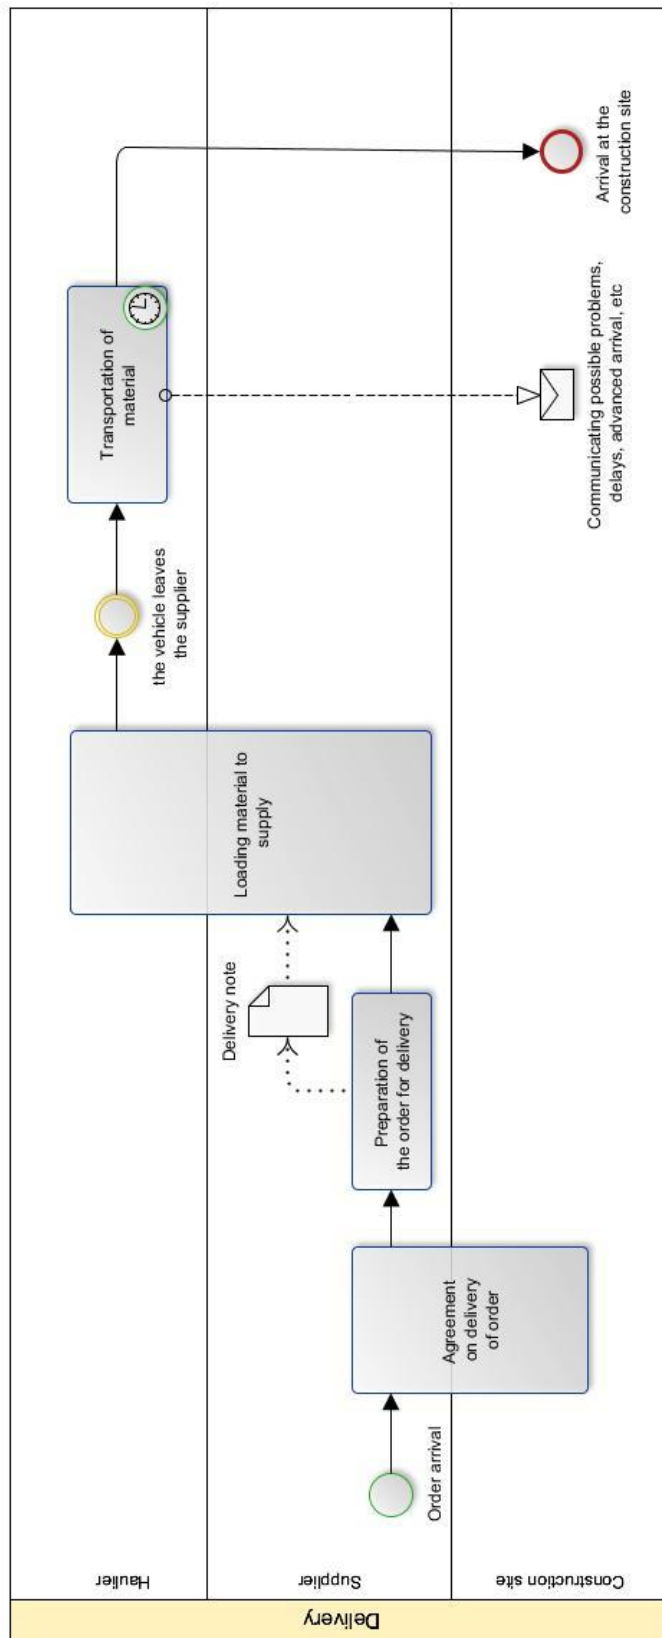 Delivery
Haulier
Supplier
Construction site
Order arrival
Agreement
on delivery
of order
Preparation of
the order for delivery
Delivery note
Loading material to
supply
the vehicle leaves
the supplier
Transportation of
material
Communicating possible problems,
delays, advanced arrival, etc
Arrival at the
construction site